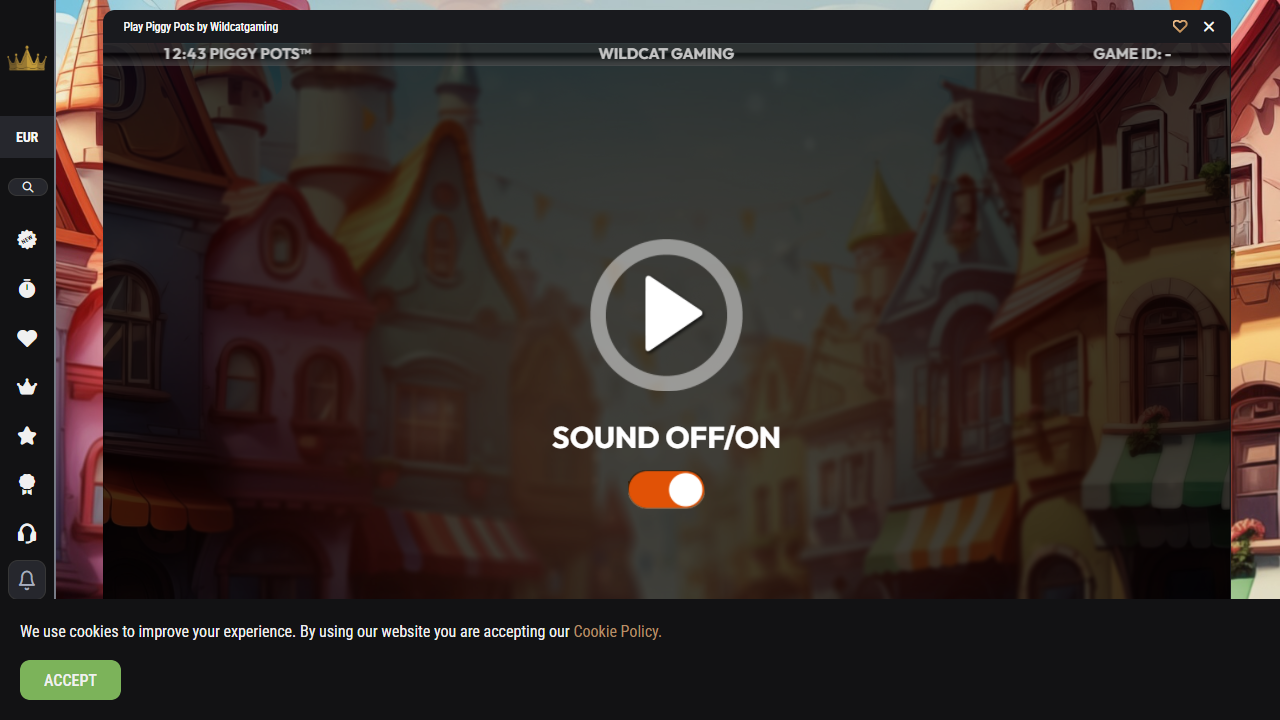 Play Piggy Pots by Wildcatgaming
12:43 PIGGY POTS™
WILDCAT GAMING
GAME ID: -
EUR
NEW
SOUND OFF/ON
We use cookies to improve your experience. By using our website you are accepting our Cookie Policy.
ACCEPT